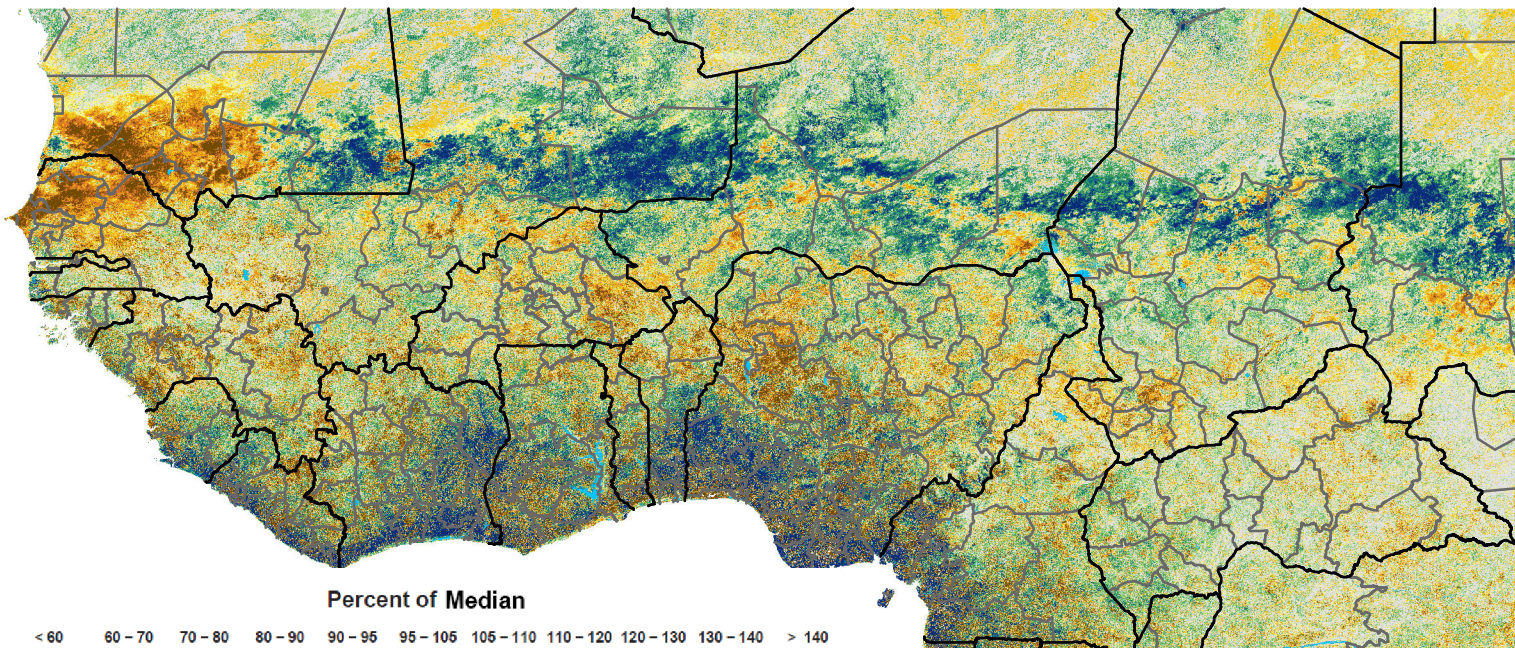 Percent of Median
< 60 60 – 70 70 – 80 80 – 90 90 – 95 95 – 105 105 – 110 110 – 120 120 – 130 130 – 140 > 140